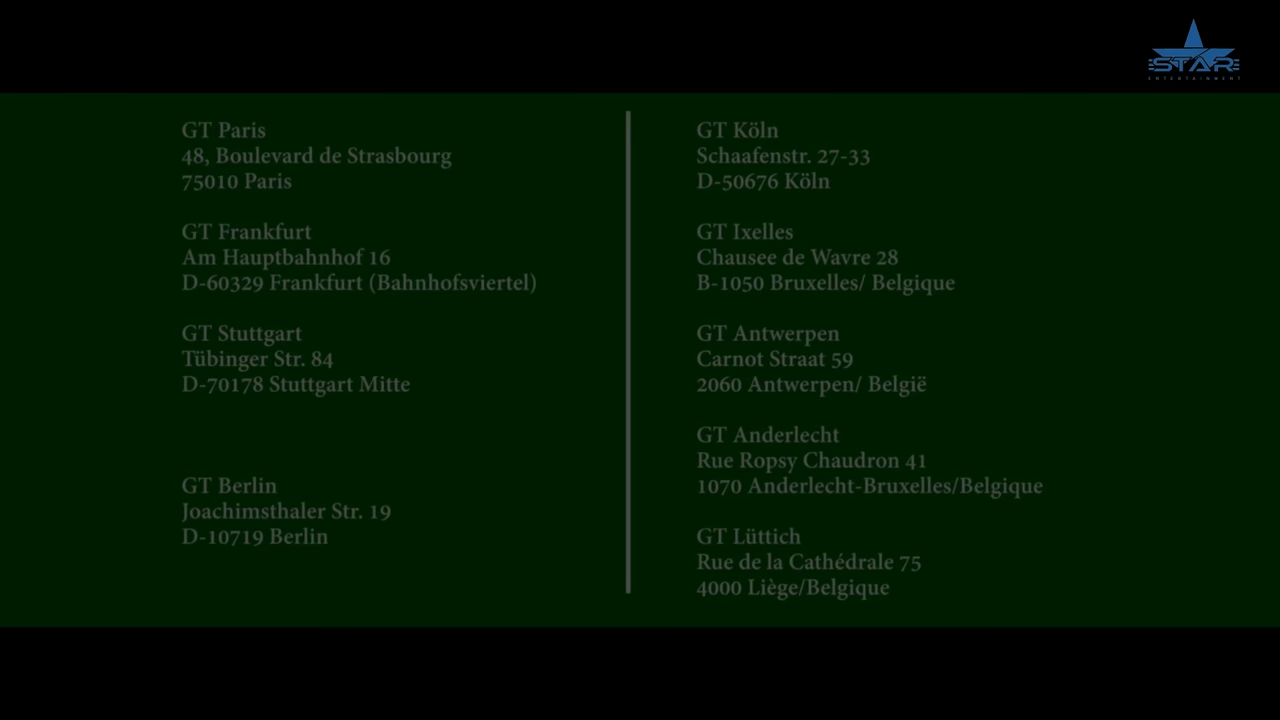 STAR
ENTERTAINMENT
GT Paris
48, Boulevard de Strasbourg
75010 Paris
GT Frankfurt
Am Hauptbahnhof 16
D-60329 Frankfurt (Bahnhofsviertel)
GT Stuttgart
Tübinger Str. 84
D-70178 Stuttgart Mitte
GT Berlin
Joachimsthaler Str. 19
D-10719 Berlin
GT Köln
Schaafenstr. 27-33
D-50676 Köln
GT Ixelles
Chausee de Wavre 28
B-1050 Bruxelles/ Belgique
GT Antwerpen
Carnot Straat 59
2060 Antwerpen/ België
GT Anderlecht
Rue Ropsy Chaudron 41
1070 Anderlecht-Bruxelles/Belgique
GT Lüttich
Rue de la Cathédrale 75
4000 Liège/Belgique